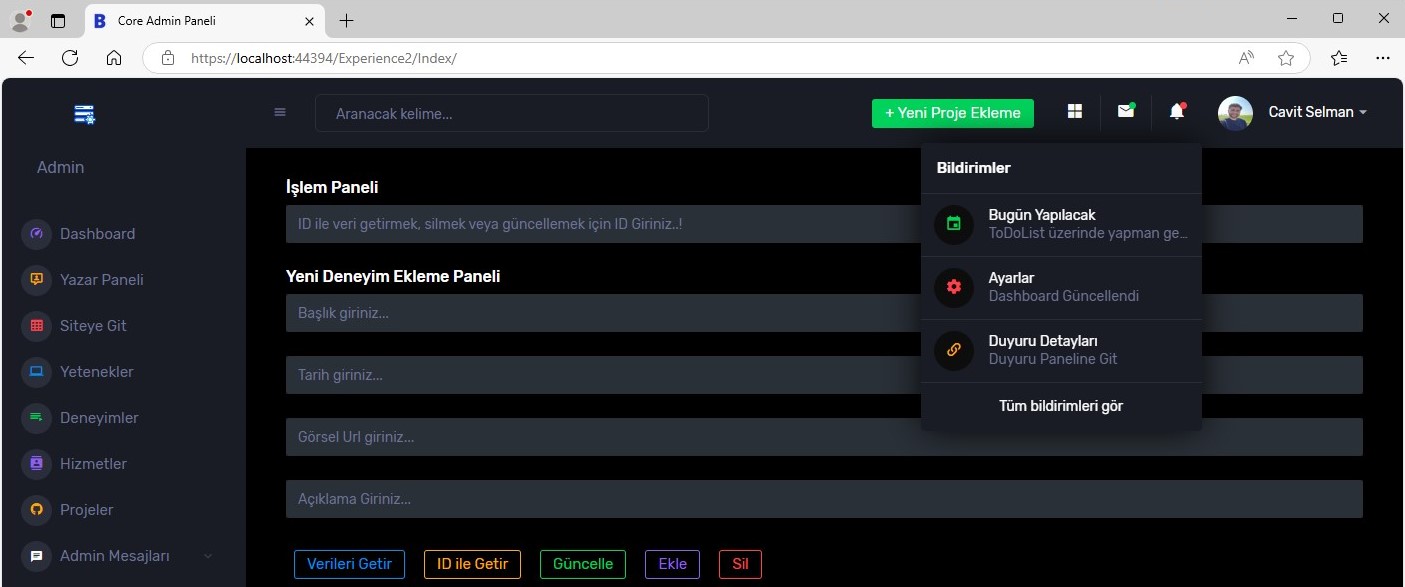 Core Admin Paneli
https://localhost:44394/Experience2/Index/
Aranacak kelime...
+ Yeni Proje Ekleme
Cavit Selman
Admin
Dashboard
Yazar Paneli
Siteye Git
Yetenekler
Deneyimler
Hizmetler
Projeler
Admin Mesajları
İşlem Paneli
ID ile veri getirmek, silmek veya güncellemek için ID Giriniz..!
Yeni Deneyim Ekleme Paneli
Başlık giriniz...
Tarih giriniz...
Görsel Url giriniz...
Açıklama Giriniz...
Verileri Getir
ID ile Getir
Güncelle
Ekle
Sil
Bildirimler
Bugün Yapılacak
ToDoList üzerinde yapman ge...
Ayarlar
Dashboard Güncellendi
Duyuru Detayları
Duyuru Paneline Git
Tüm bildirimleri gör